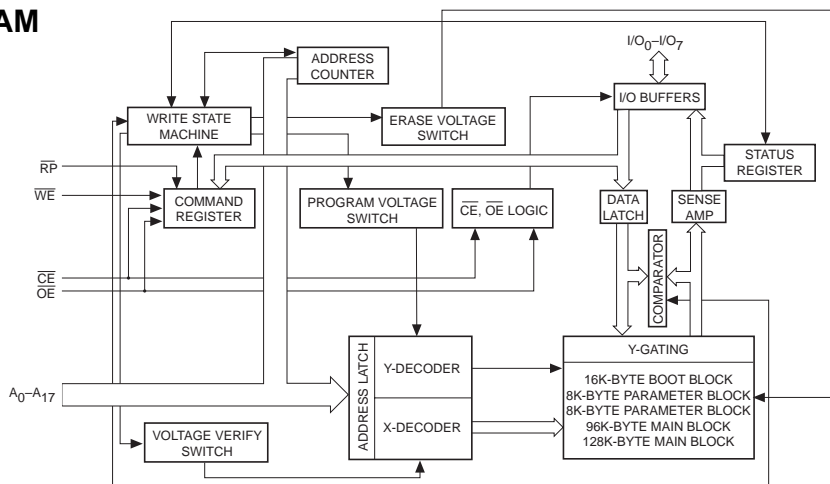 AM
I/O0–I/O7
ADDRESS
COUNTER
I/O BUFFERS
WRITE STATE
MACHINE
ERASE VOLTAGE
SWITCH
STATUS
REGISTER
RP
WE
COMMAND
REGISTER
PROGRAM VOLTAGE
SWITCH
CE, OE LOGIC
DATA
LATCH
SENSE
AMP
COMPARATOR
CE
OE
ADDRESS LATCH
Y-DECODER
X-DECODER
Y-GATING
16K-BYTE BOOT BLOCK
8K-BYTE PARAMETER BLOCK
8K-BYTE PARAMETER BLOCK
96K-BYTE MAIN BLOCK
128K-BYTE MAIN BLOCK
A0–A17
VOLTAGE VERIFY
SWITCH